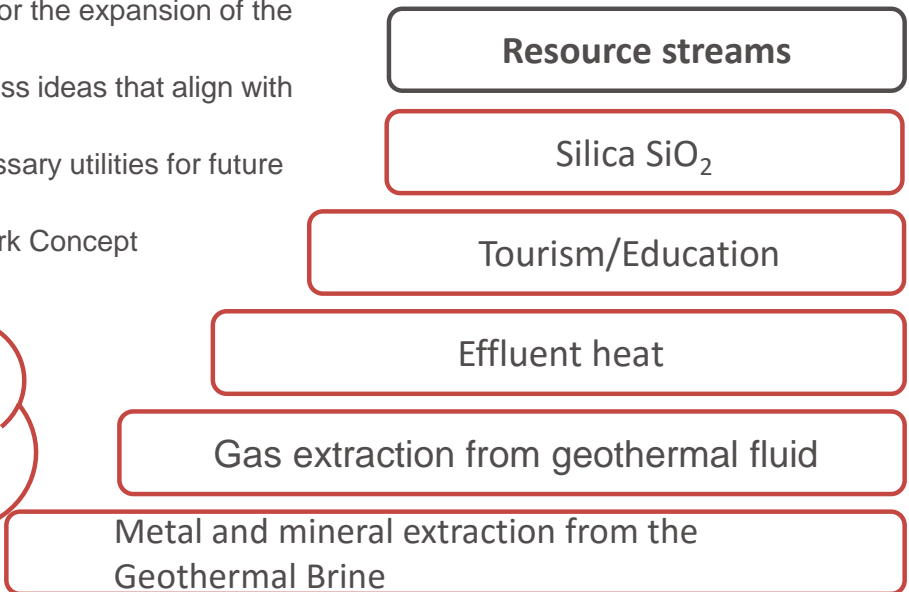 or the expansion of the
ss ideas that align with
ssary utilities for future
rk Concept
Resource streams
Silica SiO₂
Tourism/Education
Effluent heat
Gas extraction from geothermal fluid
Metal and mineral extraction from the
Geothermal Brine